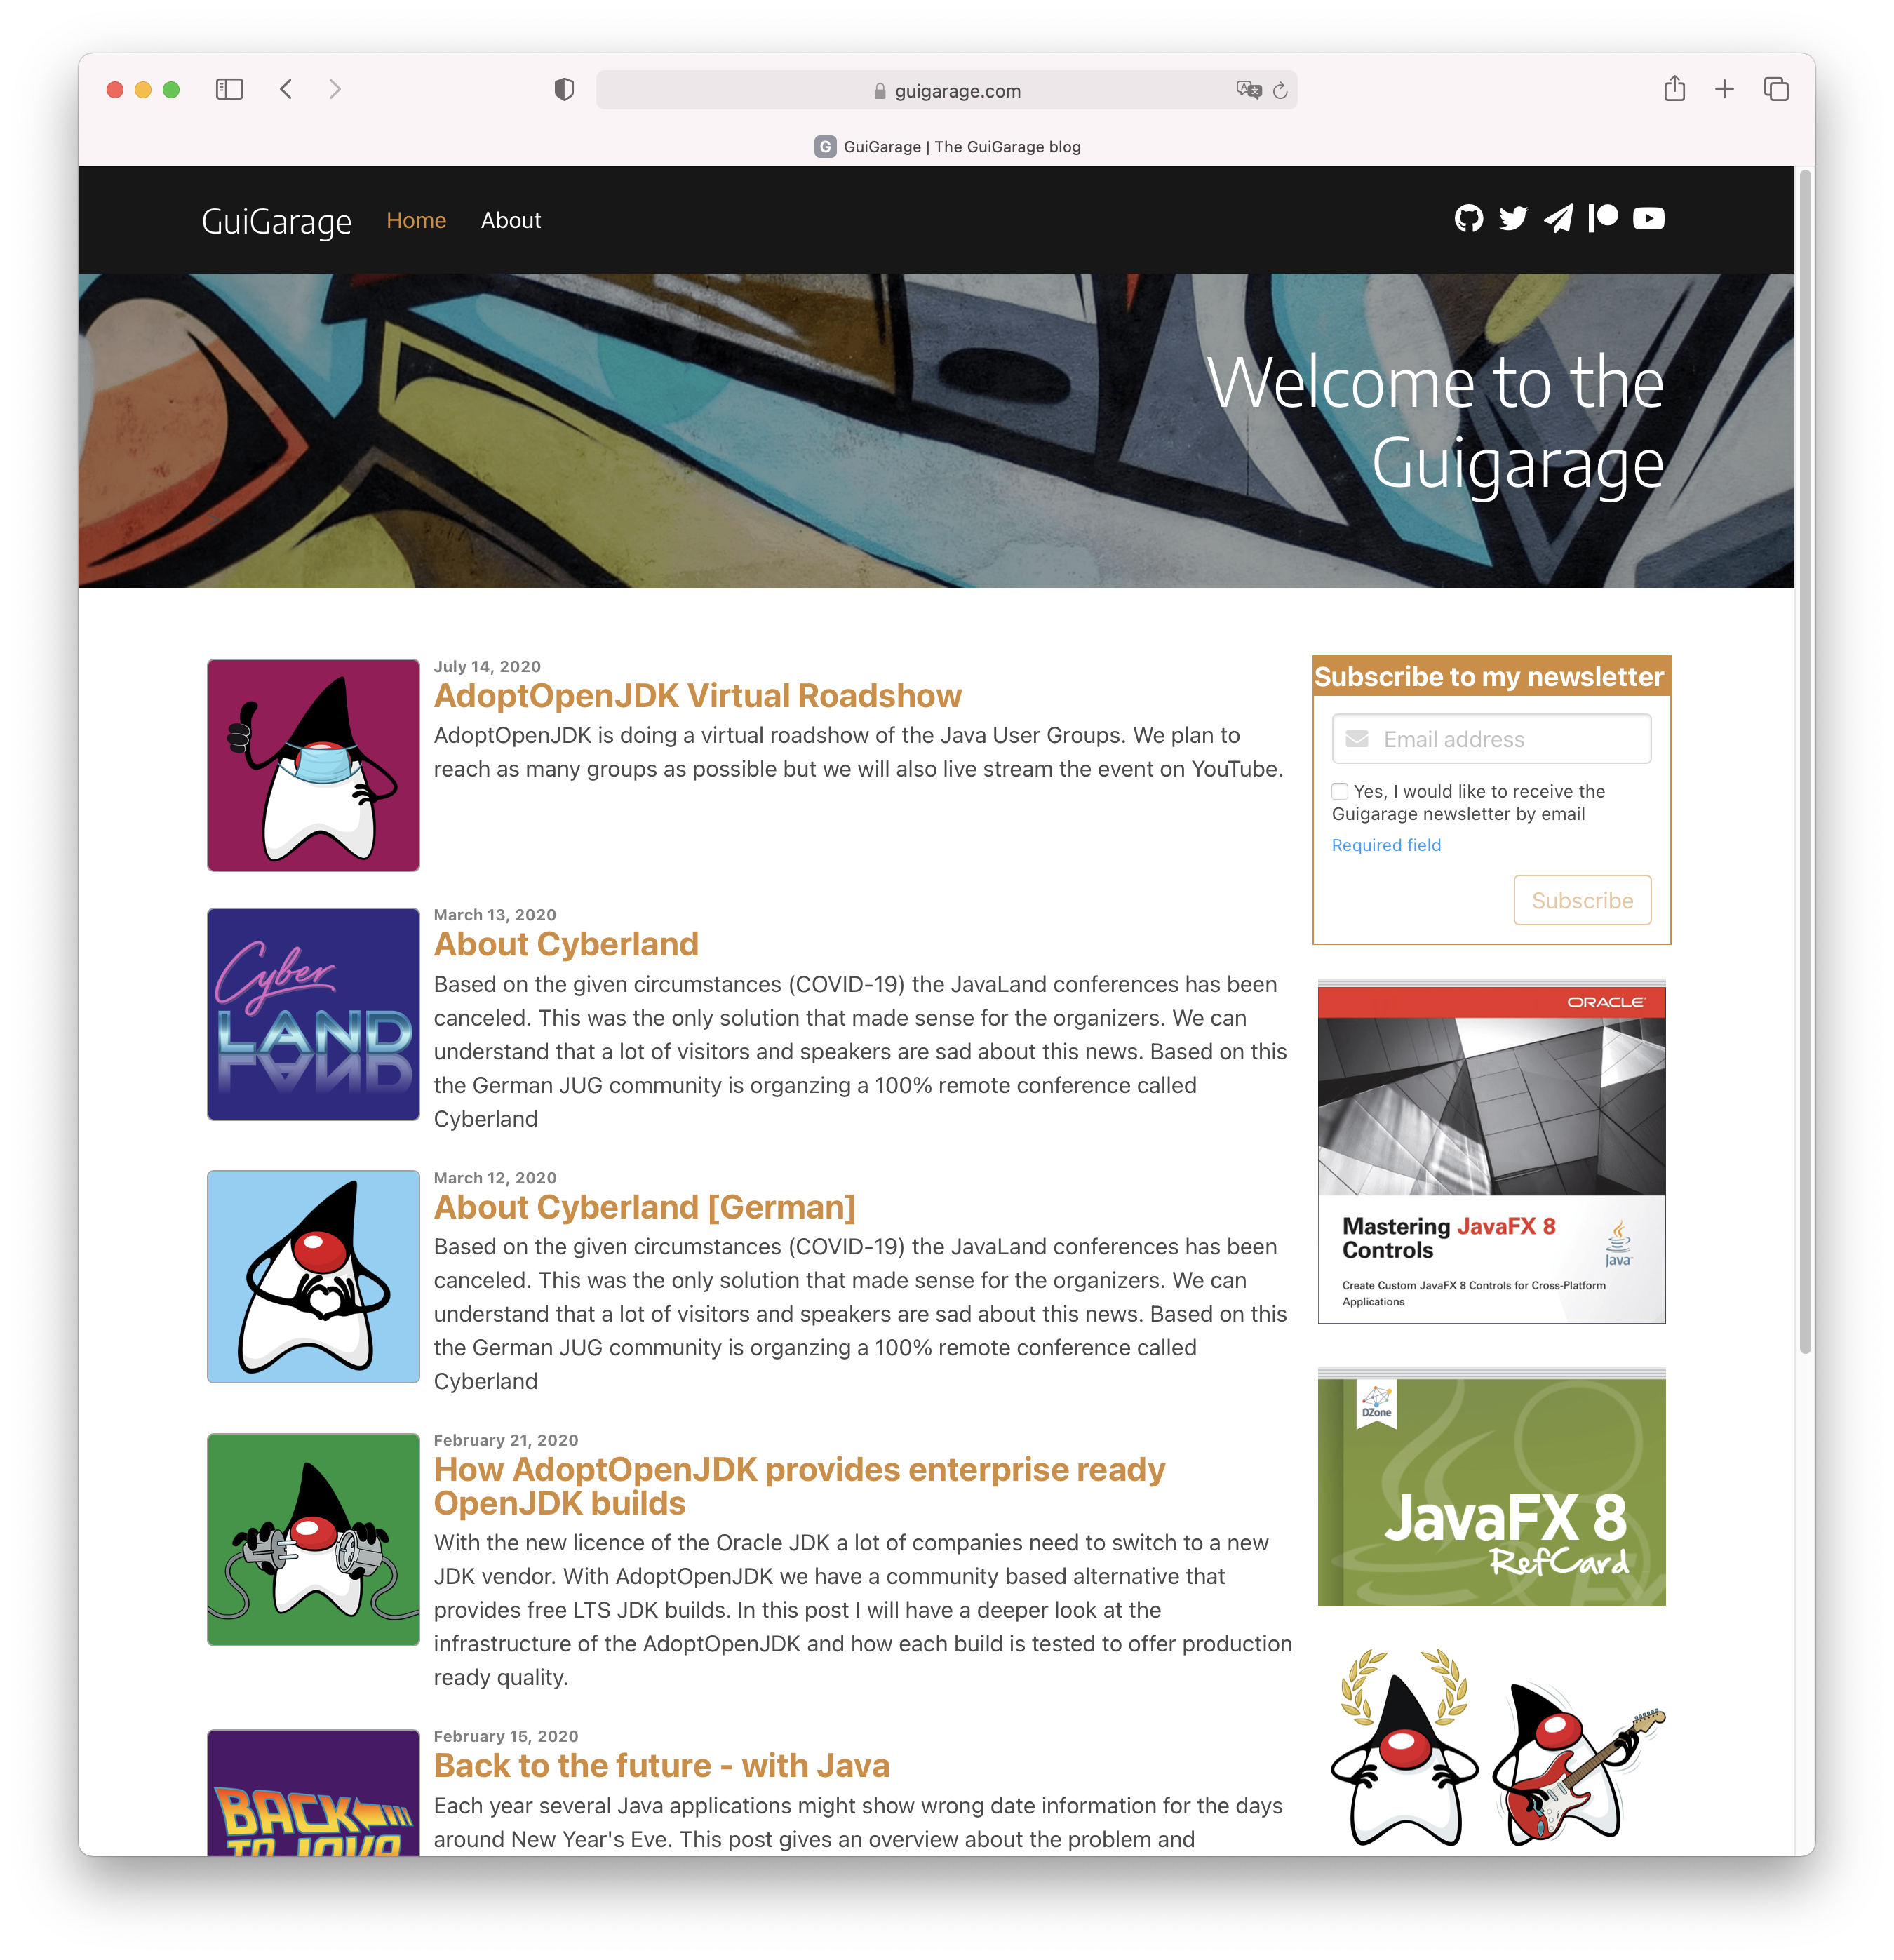 guigarage.com
G GuiGarage | The GuiGarage blog
GuiGarage Home About
Welcome to the
Guigarage
July 14, 2020
AdoptOpenJDK Virtual Roadshow
AdoptOpenJDK is doing a virtual roadshow of the Java User Groups. We plan to
reach as many groups as possible but we will also live stream the event on YouTube.
Cyber
LAND
March 13, 2020
About Cyberland
Based on the given circumstances (COVID-19) the JavaLand conferences has been
canceled. This was the only solution that made sense for the organizers. We can
understand that a lot of visitors and speakers are sad about this news. Based on this
the German JUG community is organzing a 100% remote conference called
Cyberland
March 12, 2020
About Cyberland [German]
Based on the given circumstances (COVID-19) the JavaLand conferences has been
canceled. This was the only solution that made sense for the organizers. We can
understand that a lot of visitors and speakers are sad about this news. Based on this
the German JUG community is organzing a 100% remote conference called
Cyberland
February 21, 2020
How AdoptOpenJDK provides enterprise ready
OpenJDK builds
With the new licence of the Oracle JDK a lot of companies need to switch to a new
JDK vendor. With AdoptOpenJDK we have a community based alternative that
provides free LTS JDK builds. In this post I will have a deeper look at the
infrastructure of the AdoptOpenJDK and how each build is tested to offer production
ready quality.
BACK
TO JAVA
February 15, 2020
Back to the future - with Java
Each year several Java applications might show wrong date information for the days
around New Year's Eve. This post gives an overview about the problem and
Subscribe to my newsletter
Email address
Yes, I would like to receive the
Guigarage newsletter by email
Required field
Subscribe
ORACLE
Mastering JavaFX 8
Controls
Java
Create Custom JavaFX 8 Controls for Cross-Platform
Applications
DZone
JavaFX 8
RefCard